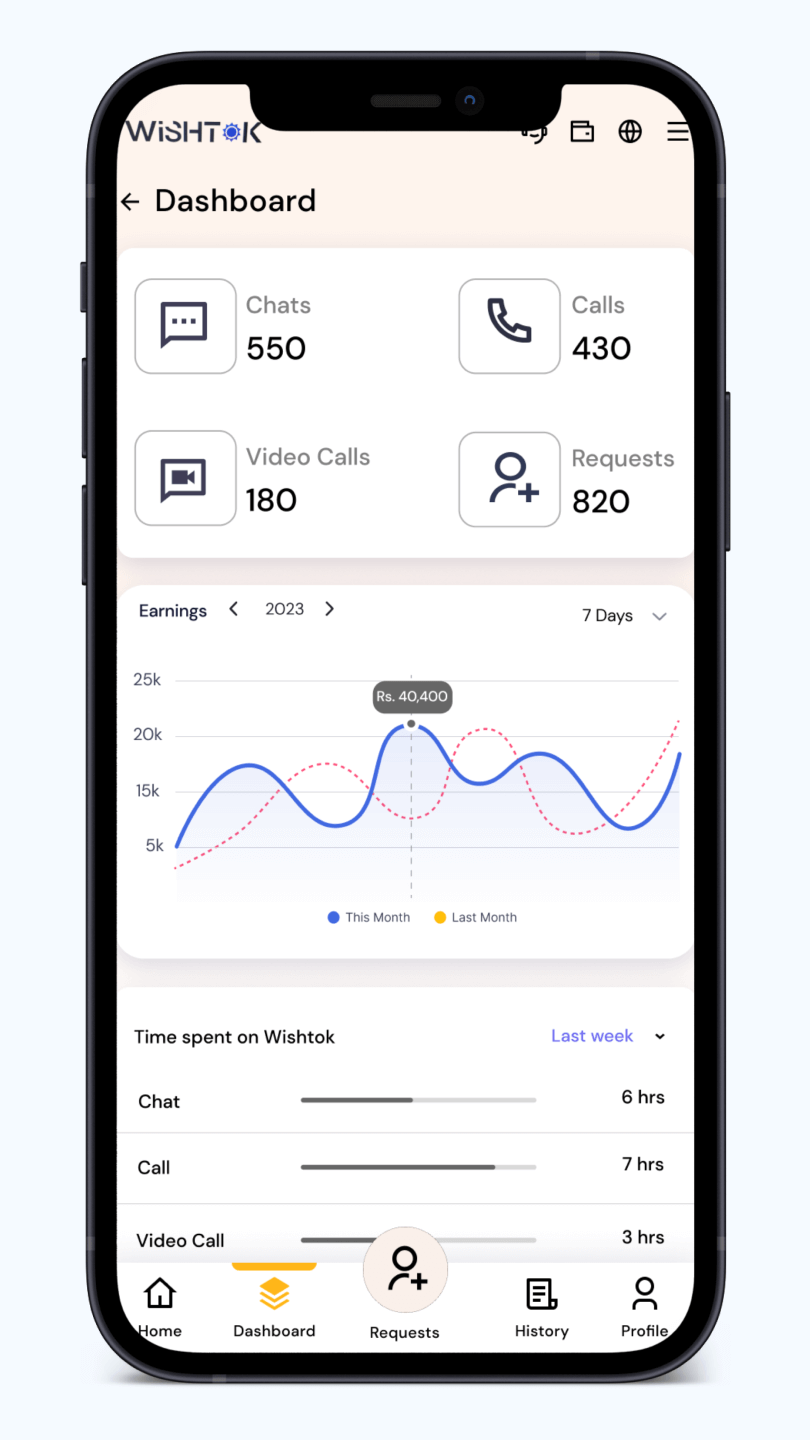 WiSHTOK
Dashboard
Chats
550
Calls
430
Video Calls
180
Requests
820
Earnings
2023
7 Days
25k
Rs. 40,400
20k
15k
5k
This Month
Last Month
Time spent on Wishtok
Last week
Chat
6 hrs
Call
7 hrs
Video Call
3 hrs
Home
Dashboard
Requests
History
Profile